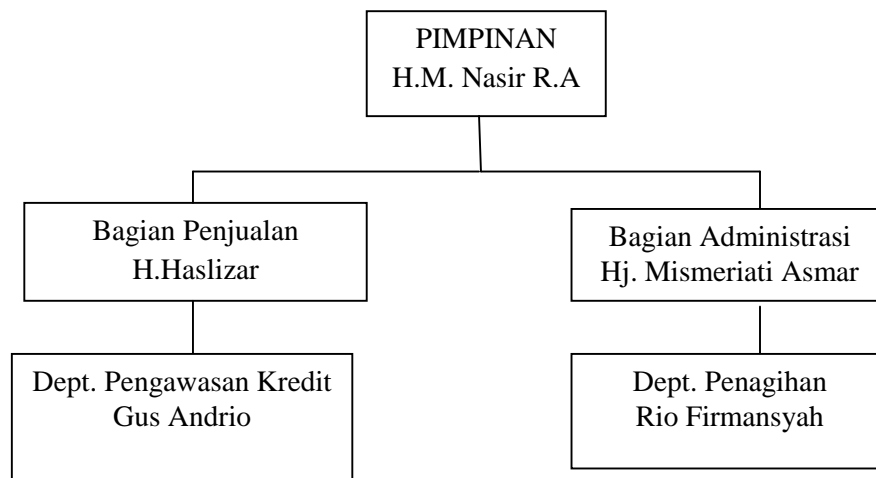 PIMPINAN
H.M. Nasir R.A
Bagian Penjualan
H.Haslizar
Bagian Administrasi
Hj. Mismeriati Asmar
Dept. Pengawasan Kredit
Gus Andrio
Dept. Penagihan
Rio Firmansyah